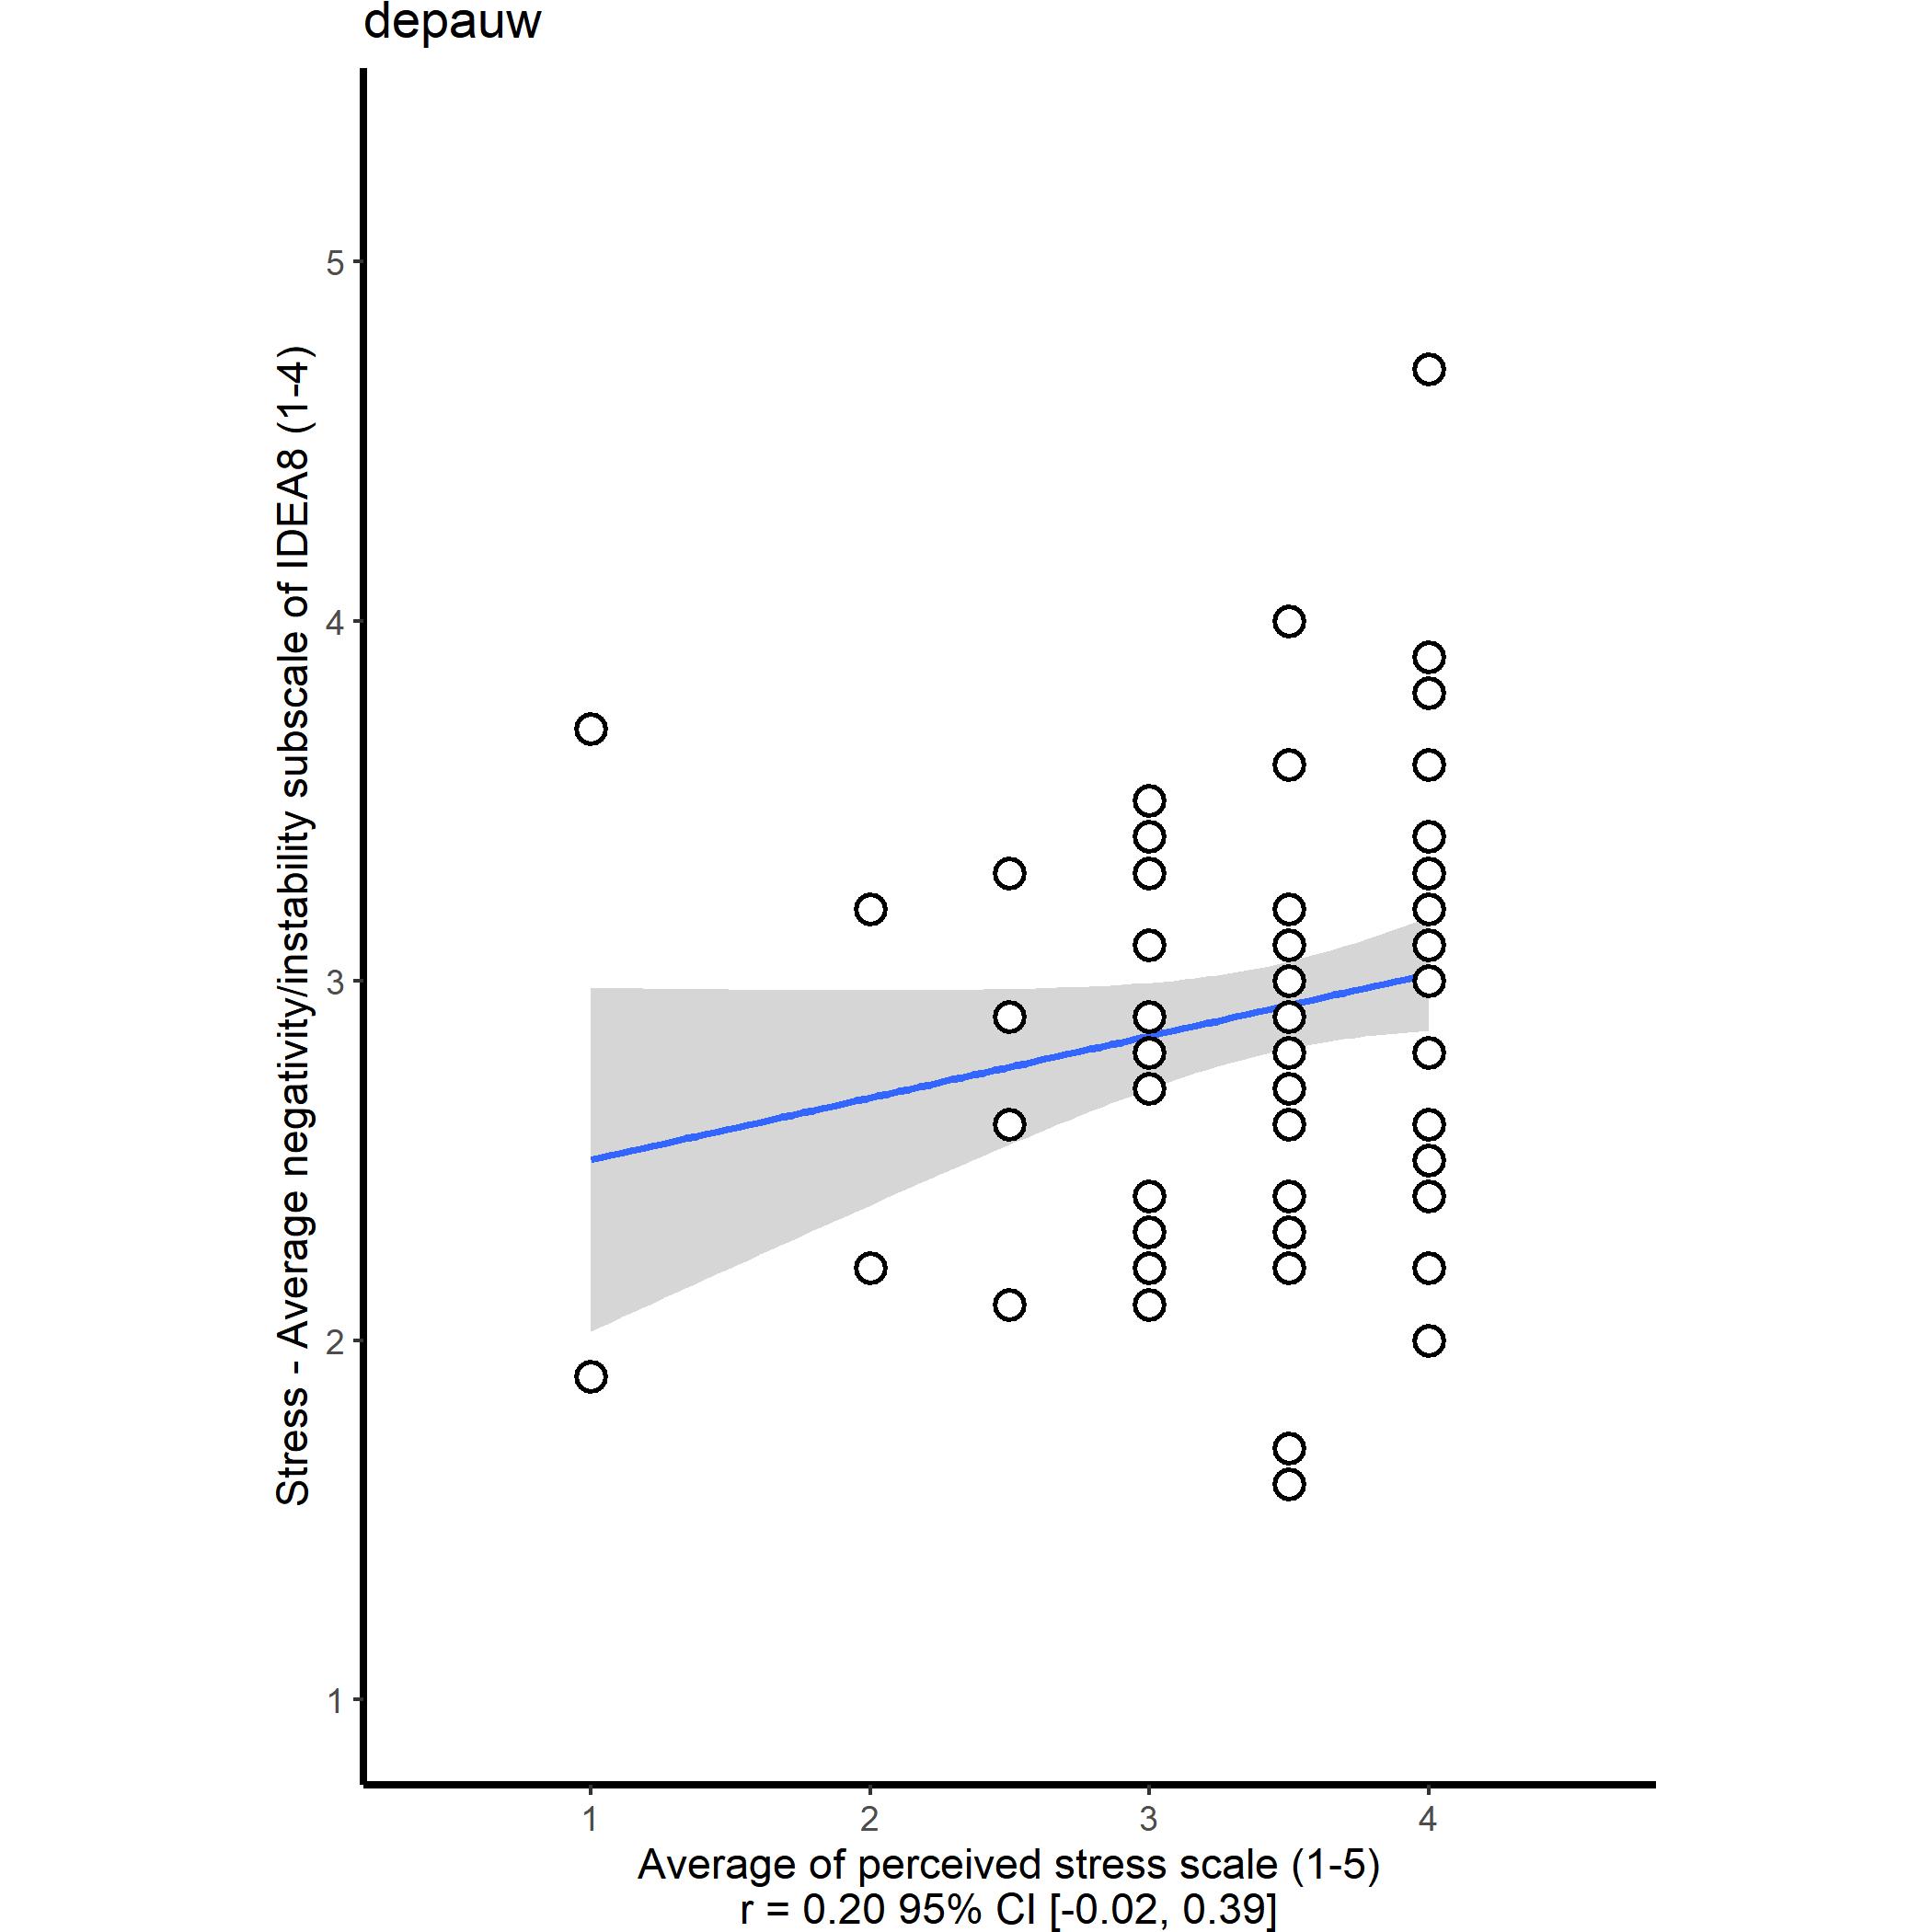 depauw
Stress - Average negativity/instability subscale of IDEA8 (1-4)
5
4
3
2
1
1 2 3 4
Average of perceived stress scale (1-5)
r = 0.20 95% CI [-0.02, 0.39]